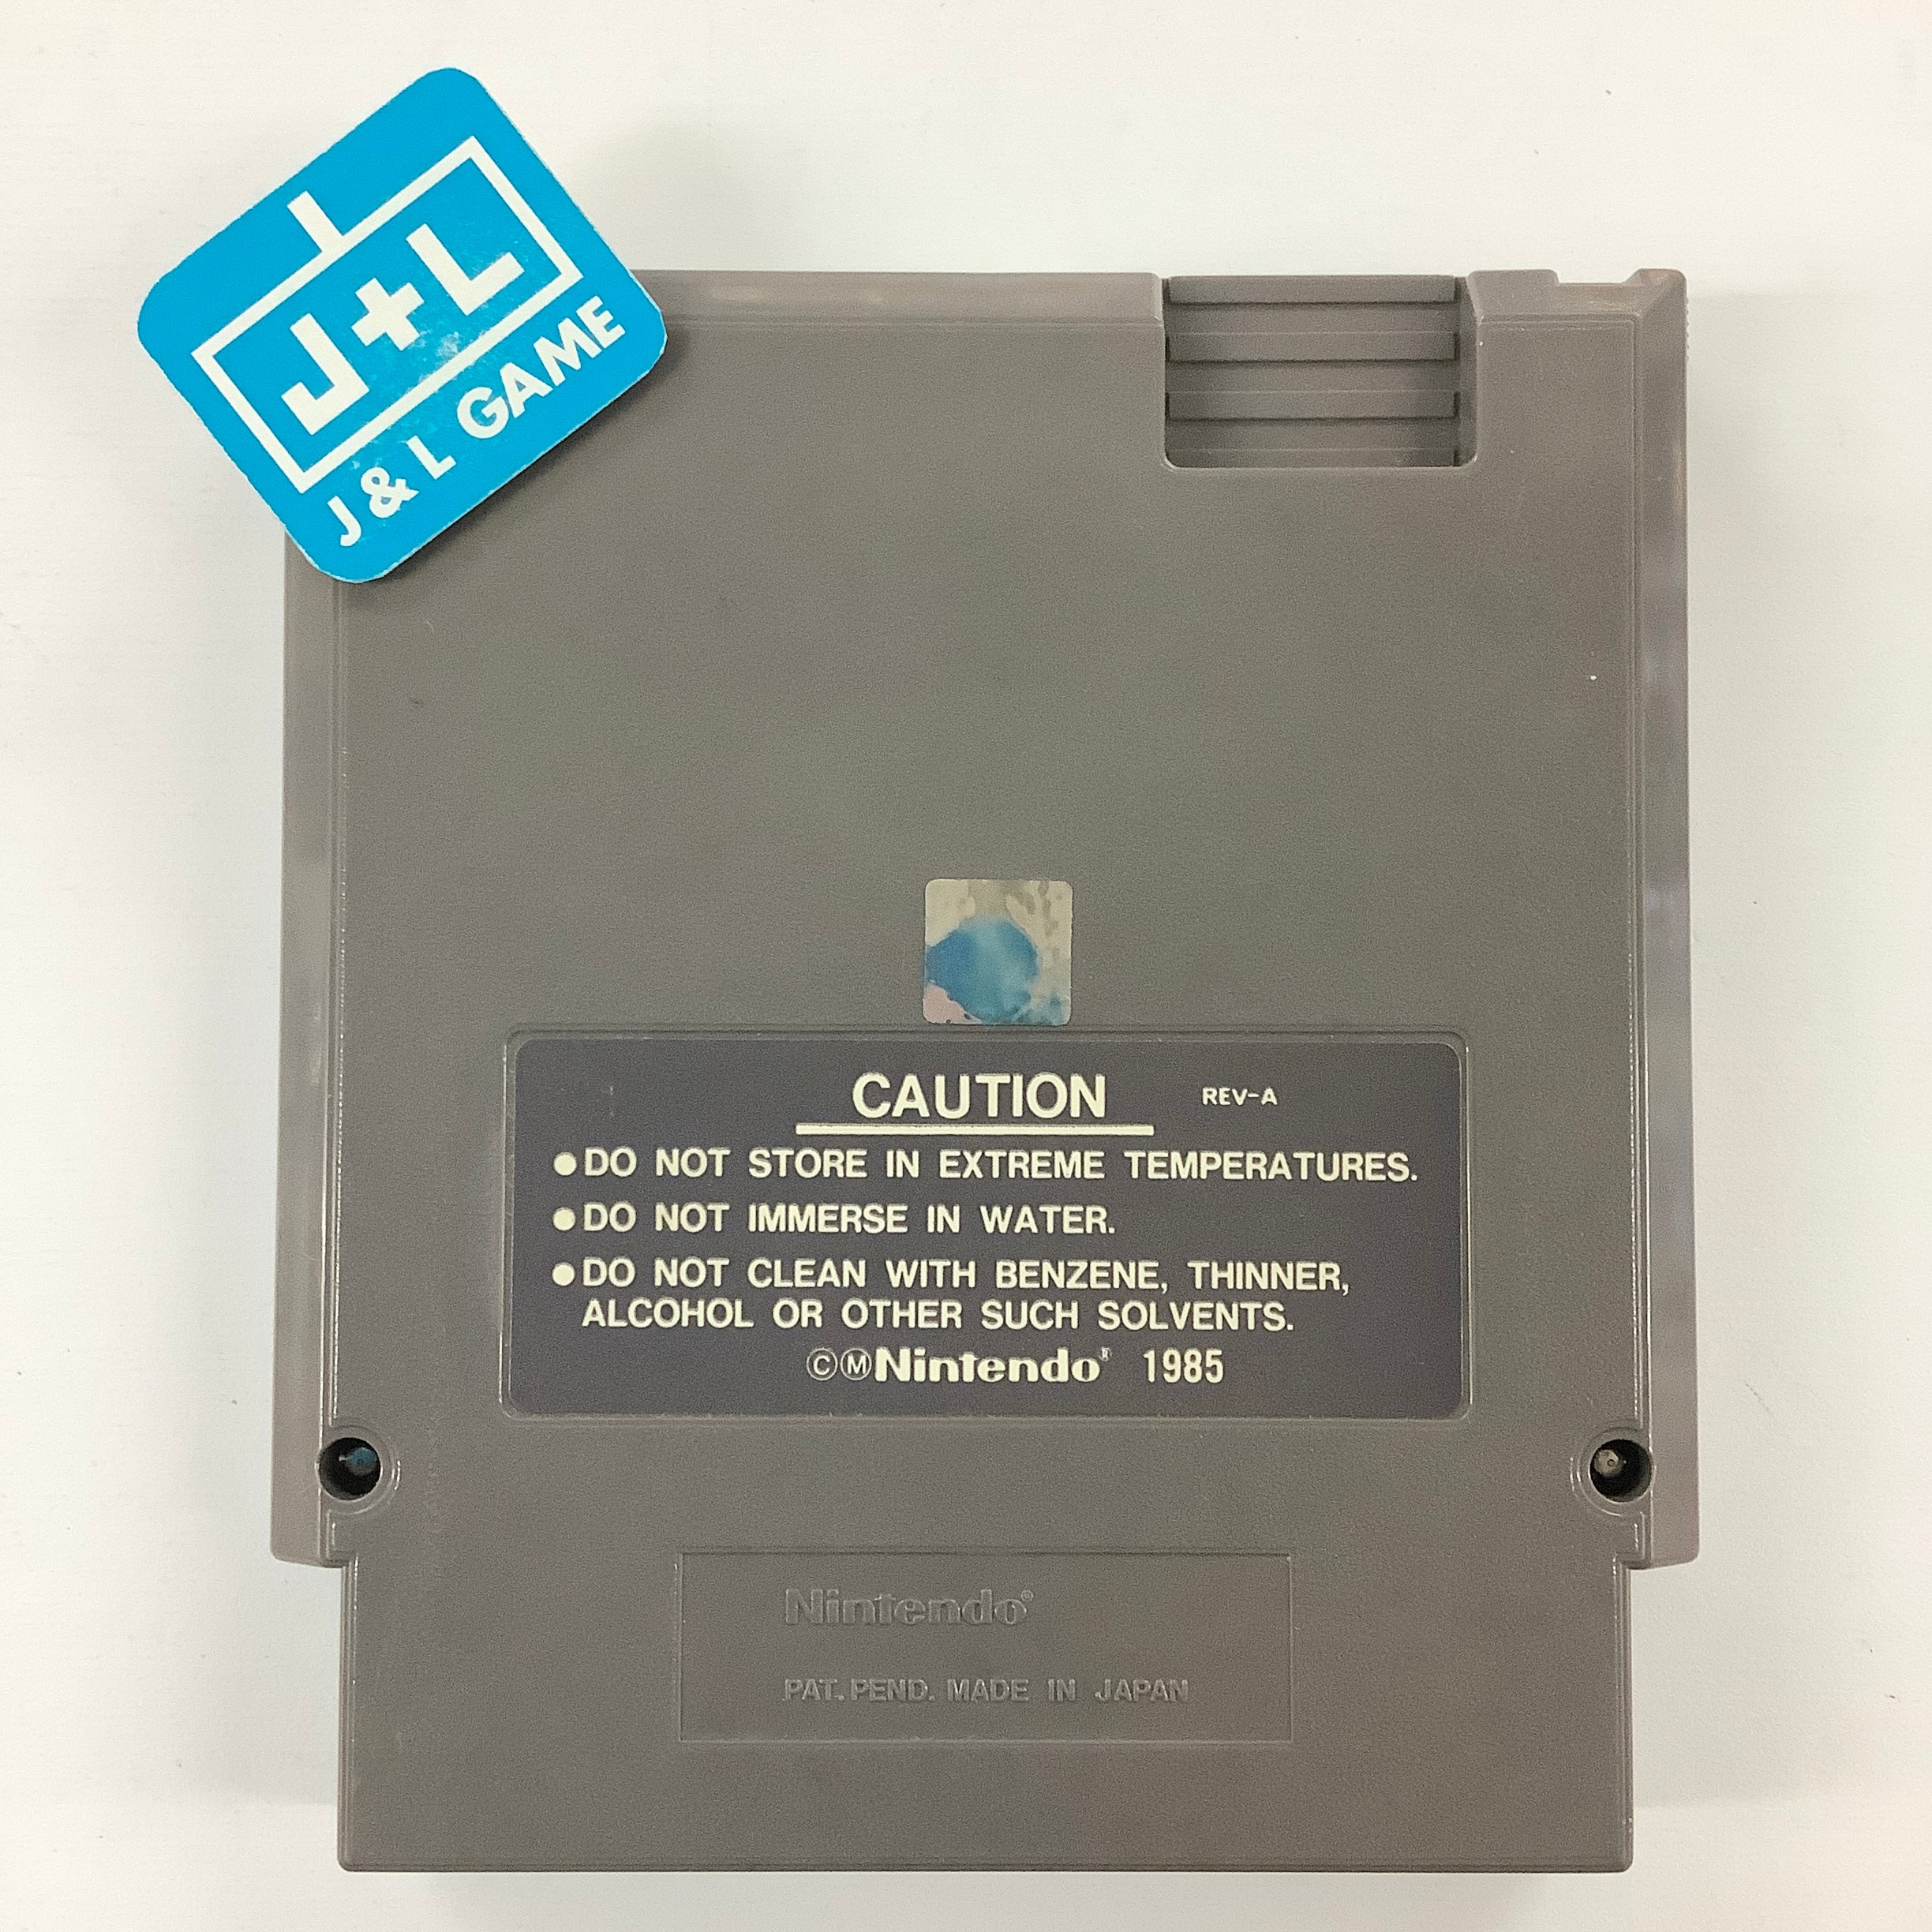 J+L
J & L GAME
CAUTION REV-A
●DO NOT STORE IN EXTREME TEMPERATURES.
●DO NOT IMMERSE IN WATER.
●DO NOT CLEAN WITH BENZENE, THINNER,
ALCOHOL OR OTHER SUCH SOLVENTS.
©ⓂNintendo® 1985
Nintendo®
PAT. PEND. MADE IN JAPAN